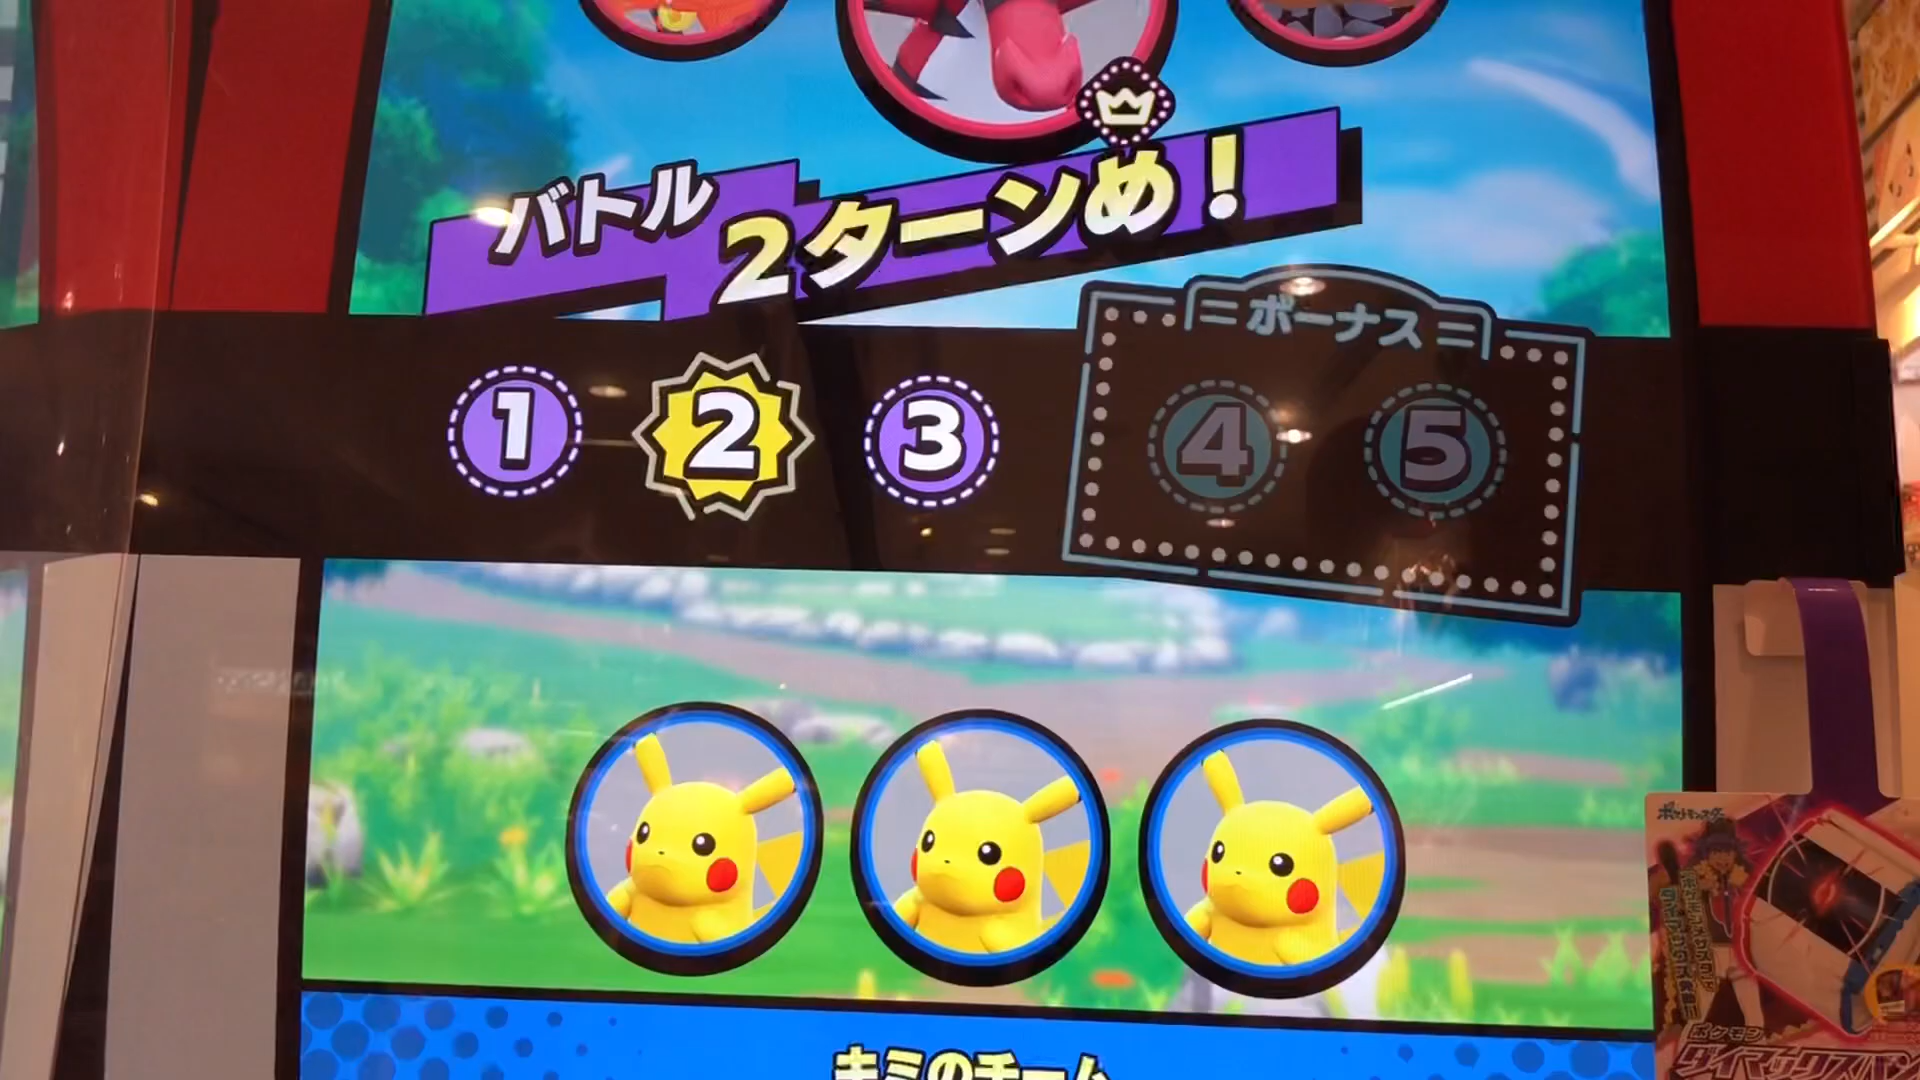 バトル
2ターンめ!
ボーナス
1 2 3 4 5
キミのチーム
ポケットモンスター
ポケモン
ダイマックスバン